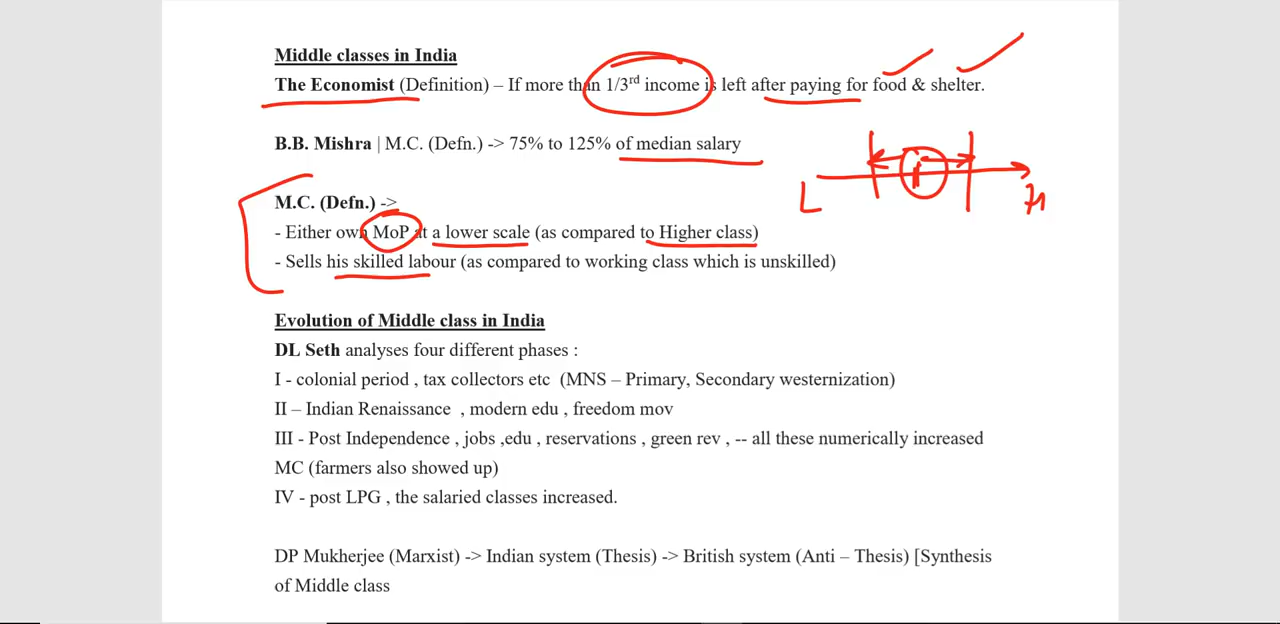 Middle classes in India
The Economist (Definition) – If more than 1/3rd income is left after paying for food & shelter.
B.B. Mishra | M.C. (Defn.) -> 75% to 125% of median salary
L
H
M.C. (Defn.) ->
- Either own MoP at a lower scale (as compared to Higher class)
- Sells his skilled labour (as compared to working class which is unskilled)
Evolution of Middle class in India
DL Seth analyses four different phases :
I - colonial period , tax collectors etc  (MNS – Primary, Secondary westernization)
II – Indian Renaissance  , modern edu , freedom mov
III - Post Independence , jobs ,edu , reservations , green rev , -- all these numerically increased
MC (farmers also showed up)
IV - post LPG , the salaried classes increased.
DP Mukherjee (Marxist) -> Indian system (Thesis) -> British system (Anti – Thesis) [Synthesis
of Middle class